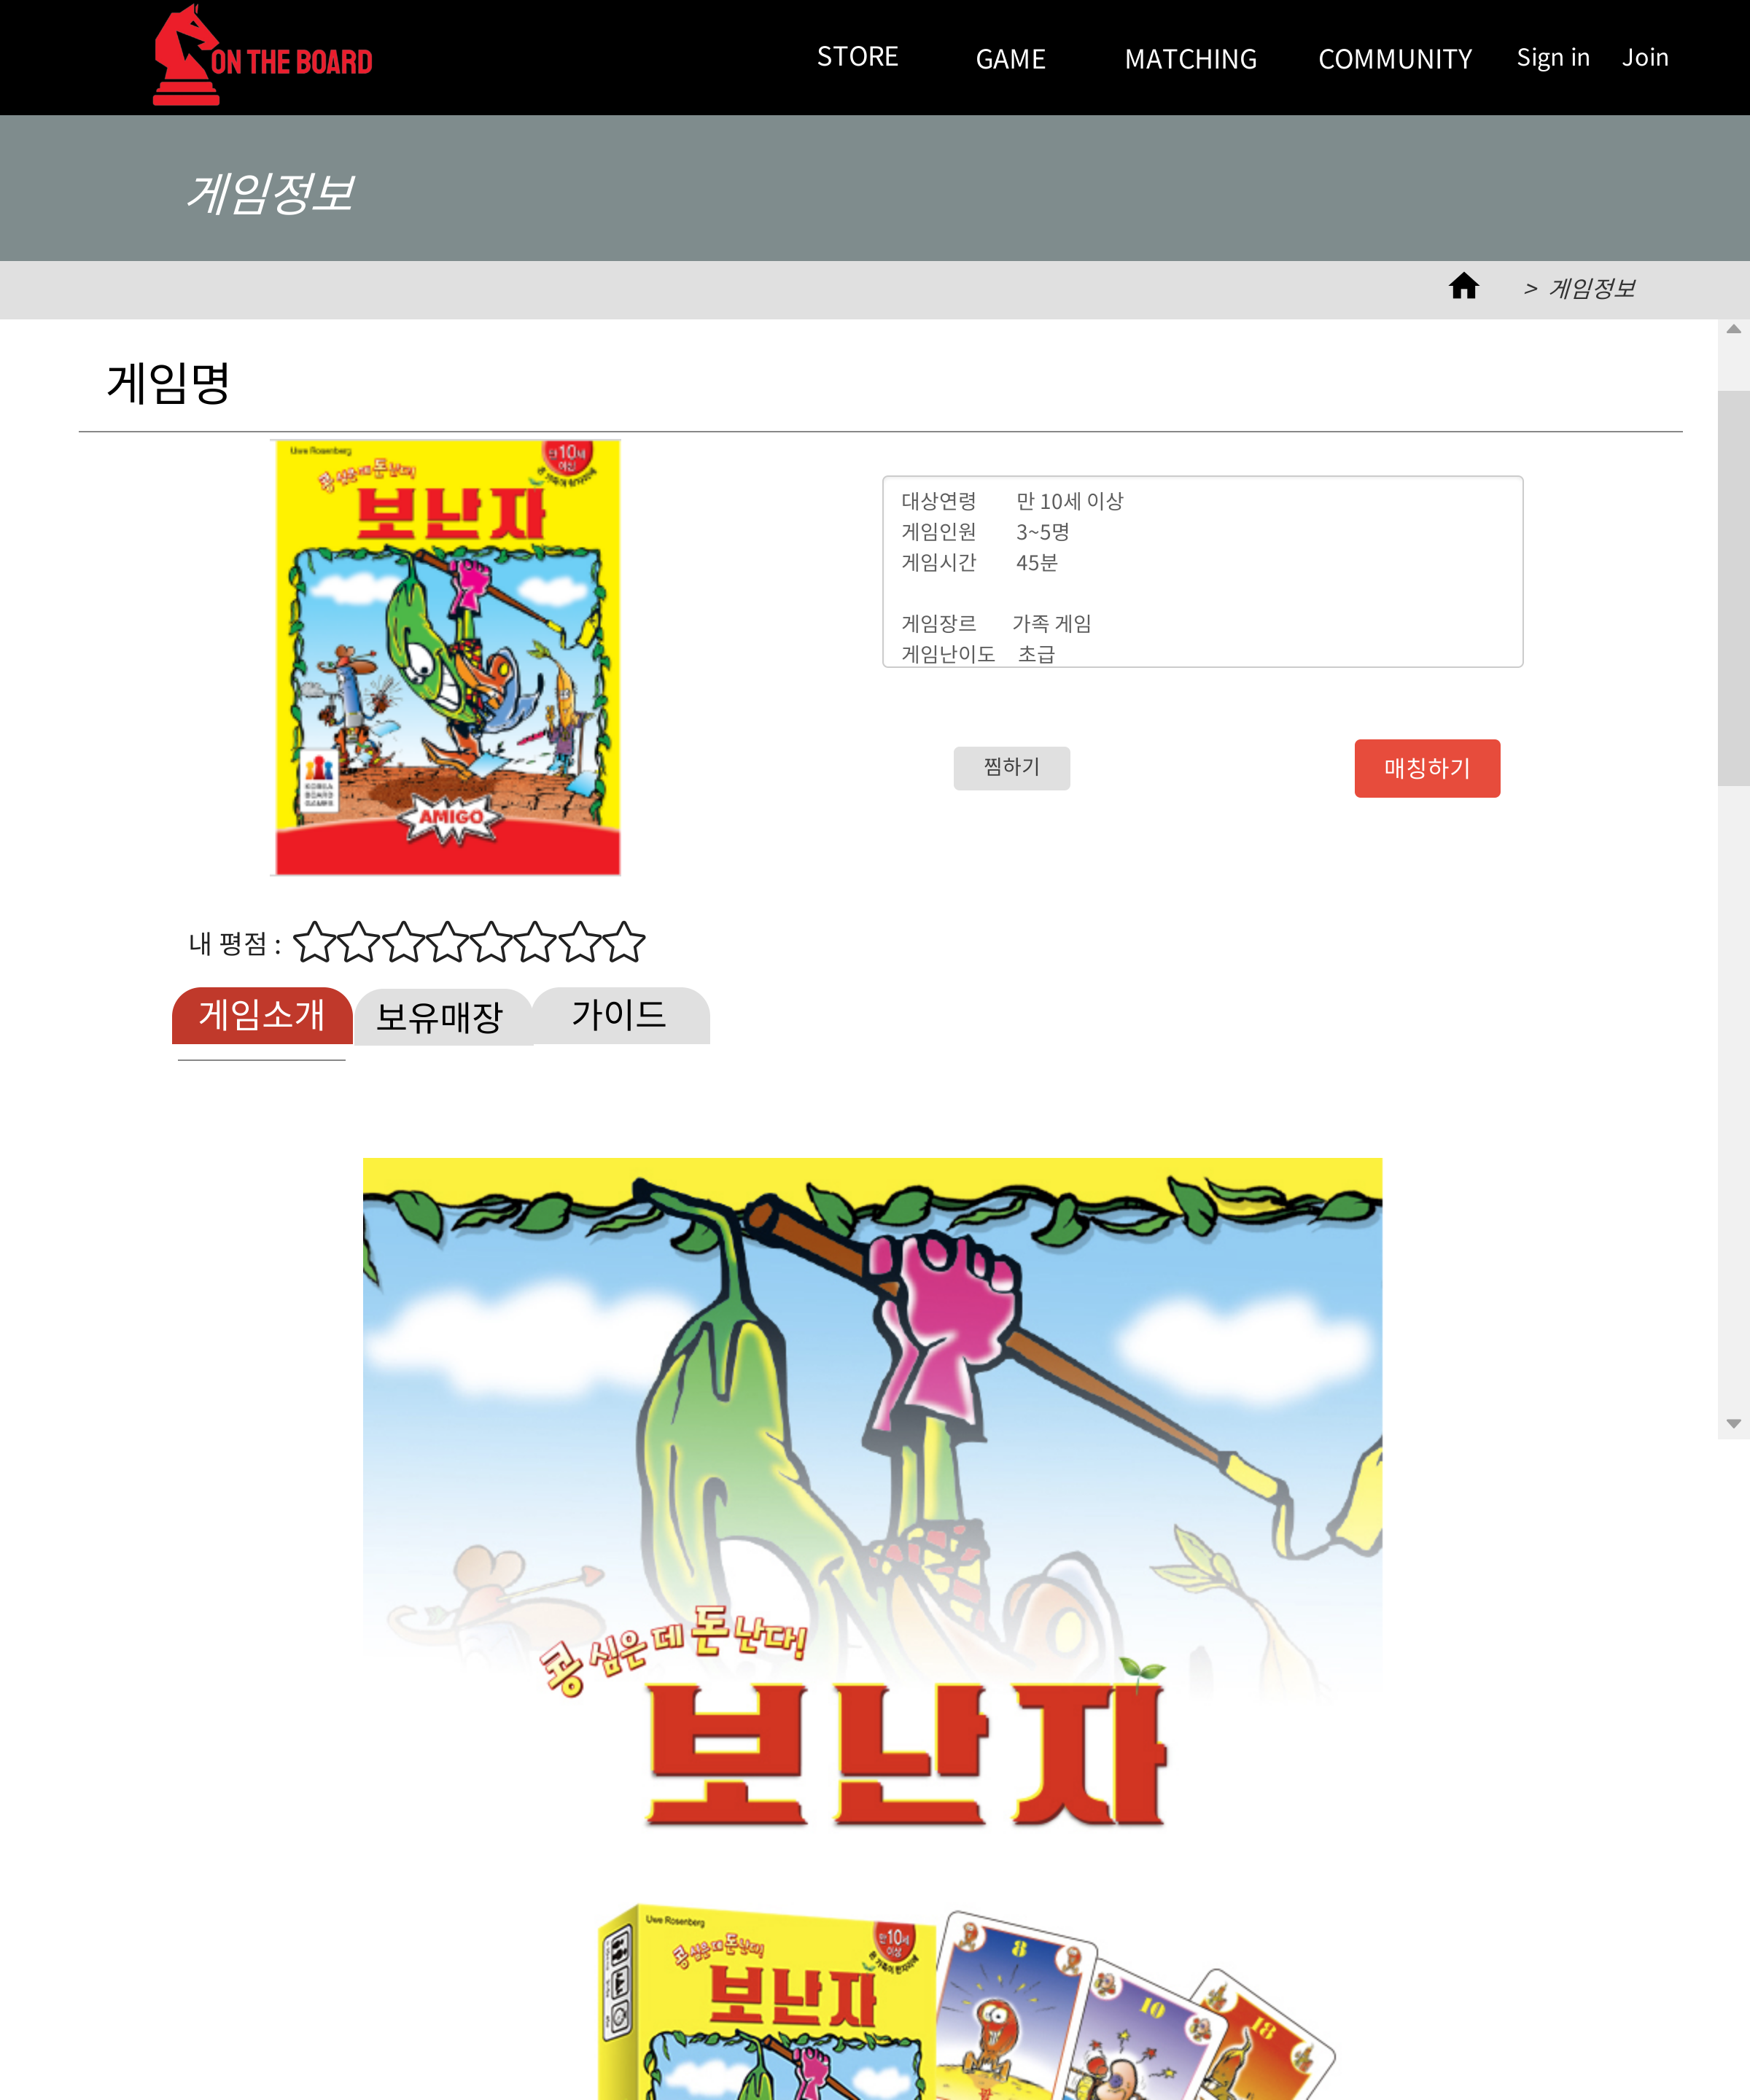 ON THE BOARD
STORE GAME MATCHING COMMUNITY Sign in Join
게임정보
> 게임정보
게임명
Uwe Rosenberg
만 10세
이상
콩 심은 데 돈 난다!
보난자
KOREA
BOARD
GAMES
AMIGO
대상연령 만 10세 이상
게임인원 3~5명
게임시간 45분
게임장르 가족 게임
게임난이도 초급
찜하기
매칭하기
내 평점 :
게임소개 보유매장 가이드
콩 심은 데 돈 난다!
보난자
Uwe Rosenberg
만10세
이상
콩 심은 데 돈 난다!
보난자
8
10
18